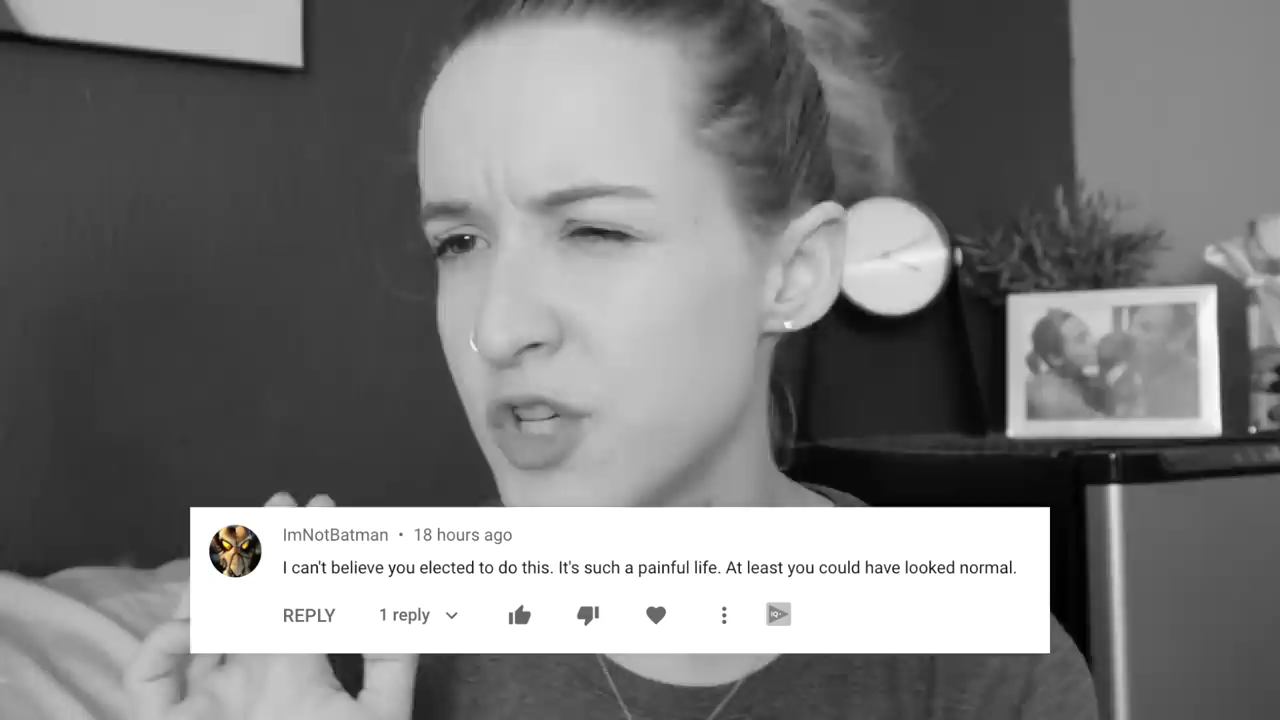 ImNotBatman • 18 hours ago
I can't believe you elected to do this. It's such a painful life. At least you could have looked normal.
REPLY 1 reply
IQ